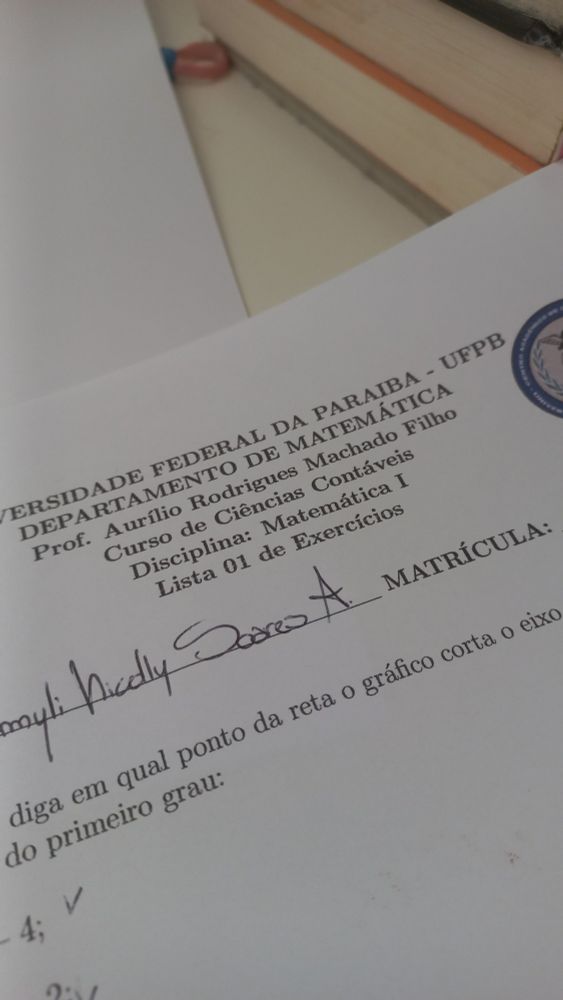 VERSIDADE FEDERAL DA PARAIBA - UFPB
DEPARTAMENTO DE MATEMÁTICA
Prof. Aurílio Rodrigues Machado Filho
Curso de Ciências Contáveis
Disciplina: Matemática I
Lista 01 de Exercícios
myli Nicolly Soares A. MATRÍCULA:
diga em qual ponto da reta o gráfico corta o eixo
do primeiro grau:
- 4; ✓
2; ✓